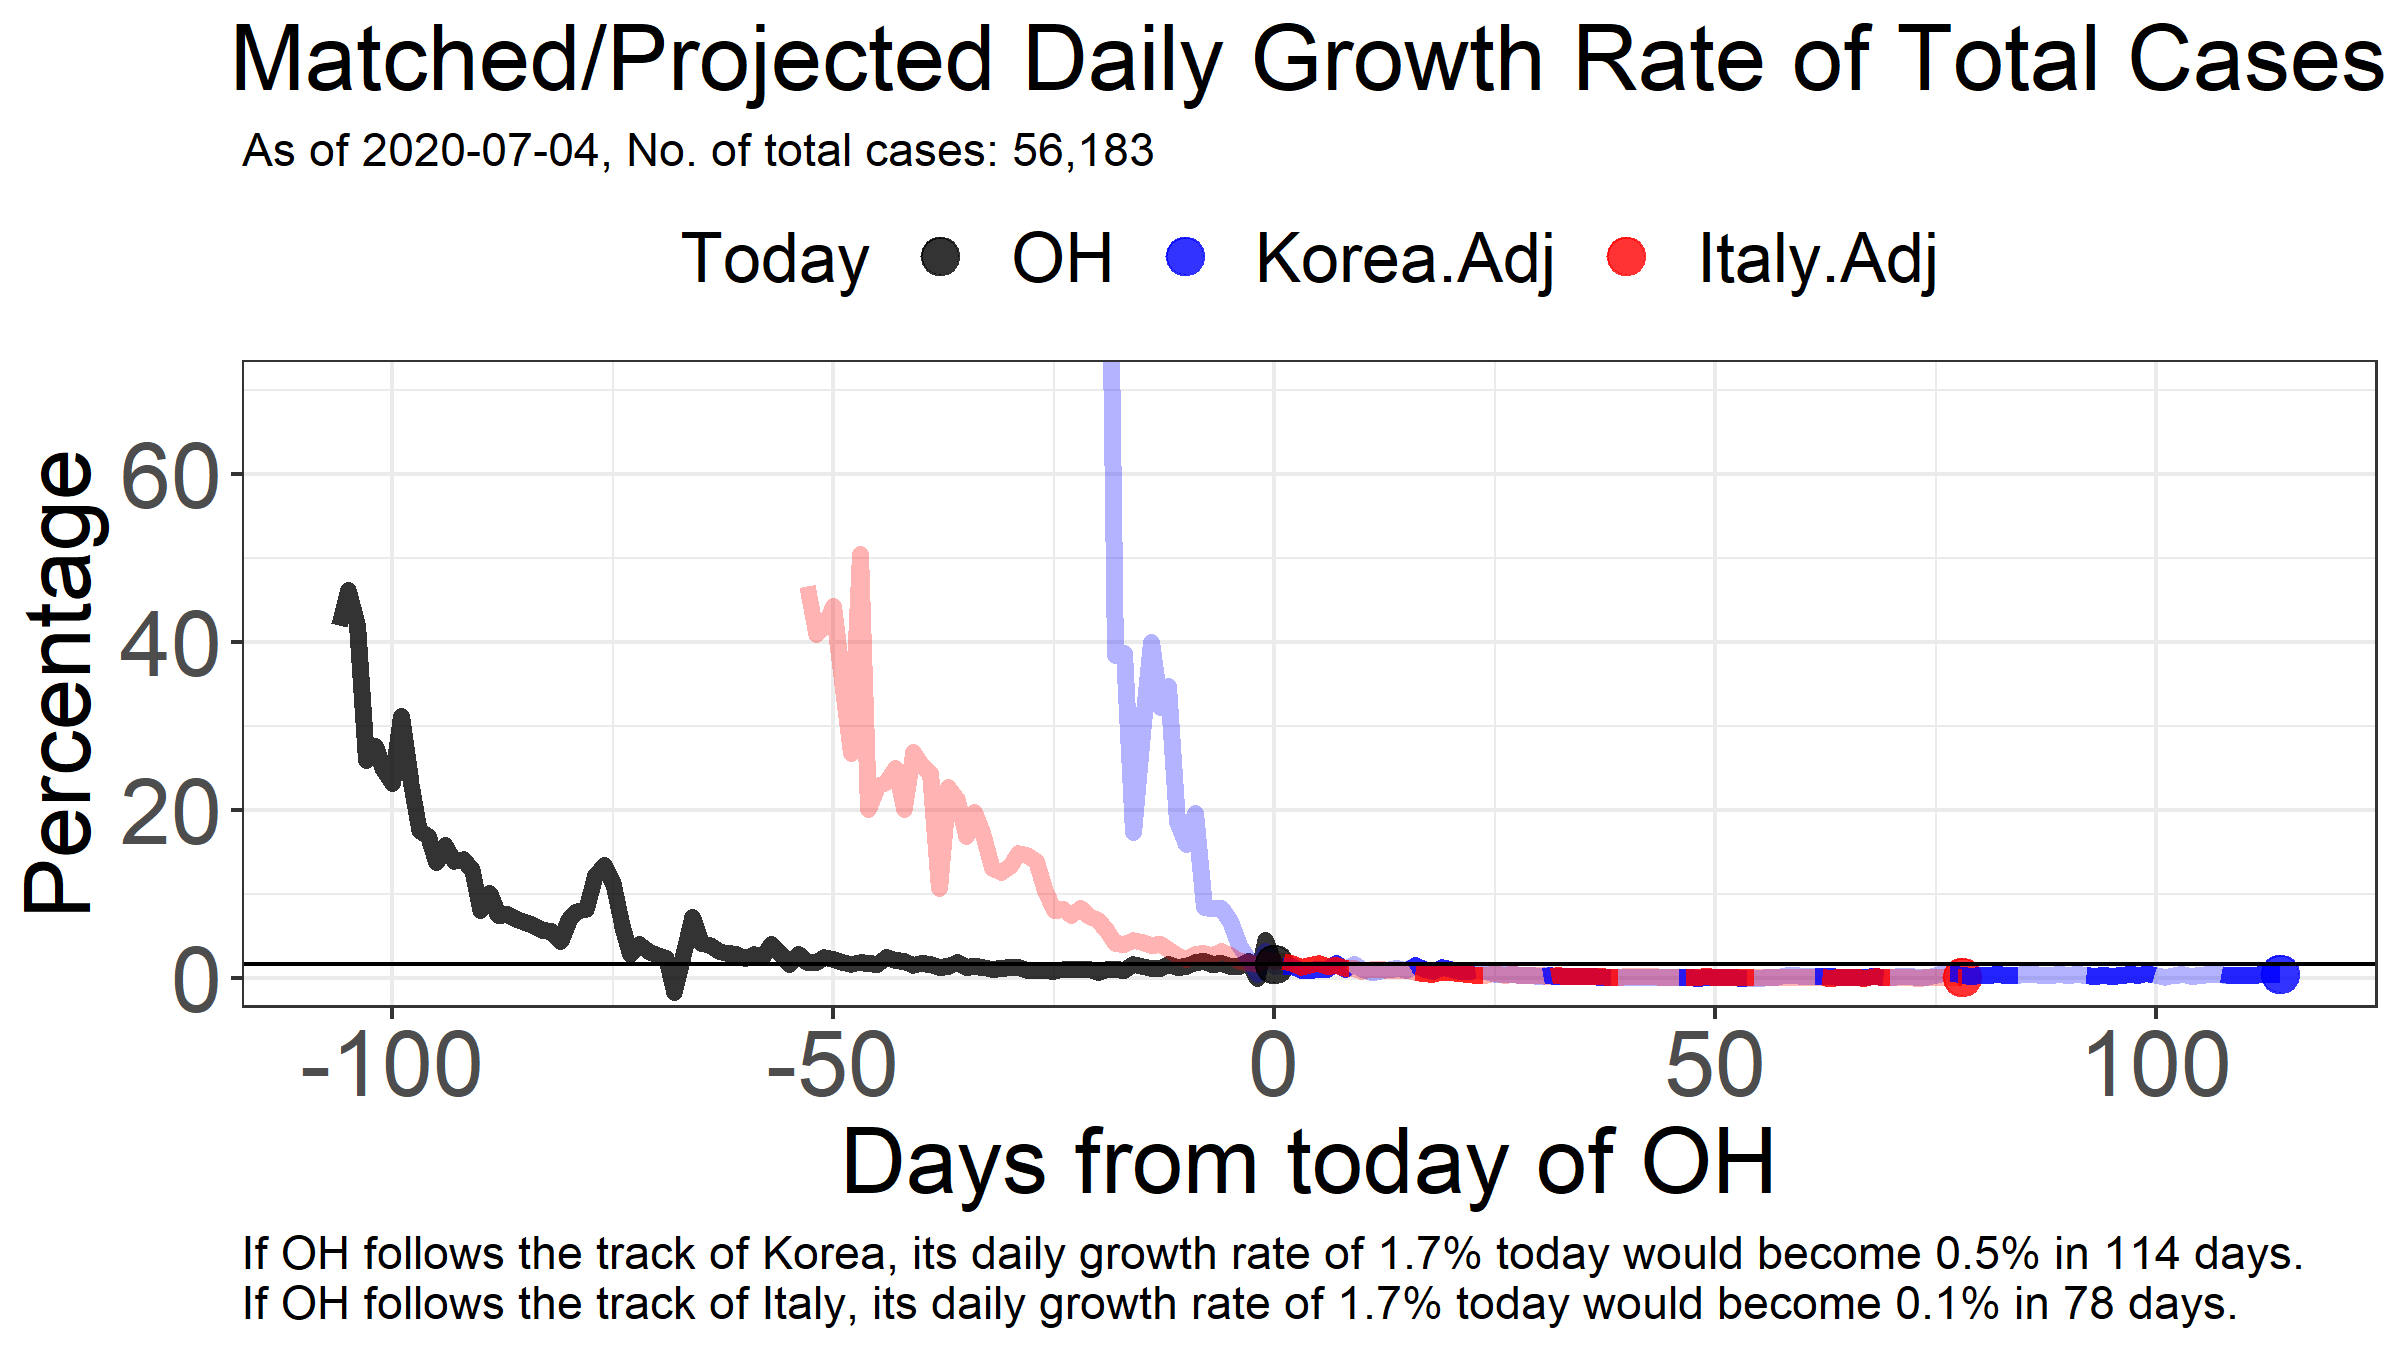 Matched/Projected Daily Growth Rate of Total Cases
As of 2020-07-04, No. of total cases: 56,183
Today OH Korea.Adj Italy.Adj
Percentage
60
40
20
0
-100 -50 0 50 100
Days from today of OH
If OH follows the track of Korea, its daily growth rate of 1.7% today would become 0.5% in 114 days.
If OH follows the track of Italy, its daily growth rate of 1.7% today would become 0.1% in 78 days.